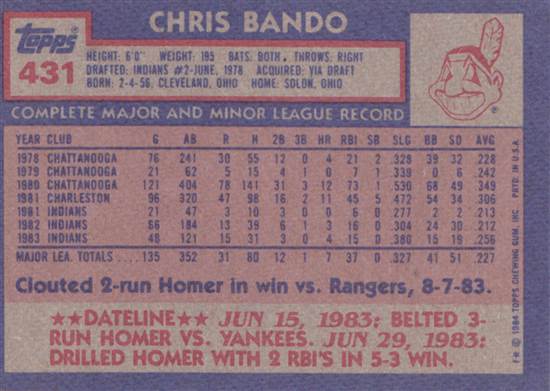 CHRIS BANDO
topps
431
HEIGHT: 6'0" WEIGHT: 195 BATS: BOTH. THROWS: RIGHT
DRAFTED: INDIANS #2-JUNE, 1978 ACQUIRED: VIA DRAFT
BORN: 2-4-56, CLEVELAND, OHIO HOME: SOLON, OHIO
COMPLETE MAJOR AND MINOR LEAGUE RECORD
YEAR CLUB G AB R H 2B 3B HR RBI SB SLG BB SO AVG
1978 CHATTANOOGA 76 241 30 55 12 0 4 21 2 .328 39 32 .228
1979 CHATTANOOGA 21 62 5 15 4 1 0 7 1 .339 0 6 .242
1980 CHATTANOOGA 121 404 78 141 31 3 12 73 1 .530 68 49 .349
1981 CHARLESTON 96 320 47 98 16 2 11 45 5 .472 54 34 .306
1981 INDIANS 21 47 3 10 3 0 0 6 0 .277 2 2 .213
1982 INDIANS 66 184 13 39 6 1 3 16 0 .304 24 30 .212
1983 INDIANS 48 121 15 31 3 0 4 15 0 .380 15 19 .256
MAJOR LEA. TOTALS .... 135 352 31 80 12 1 7 37 0 .327 41 51 .227
Clouted 2-run Homer in win vs. Rangers, 8-7-83.
★★DATELINE★★ JUN 15, 1983: BELTED 3-
RUN HOMER VS. YANKEES. JUN 29, 1983:
DRILLED HOMER WITH 2 RBI'S IN 5-3 WIN.
® © 1984 TOPPS CHEWING GUM, INC. PRTD. IN U.S.A.